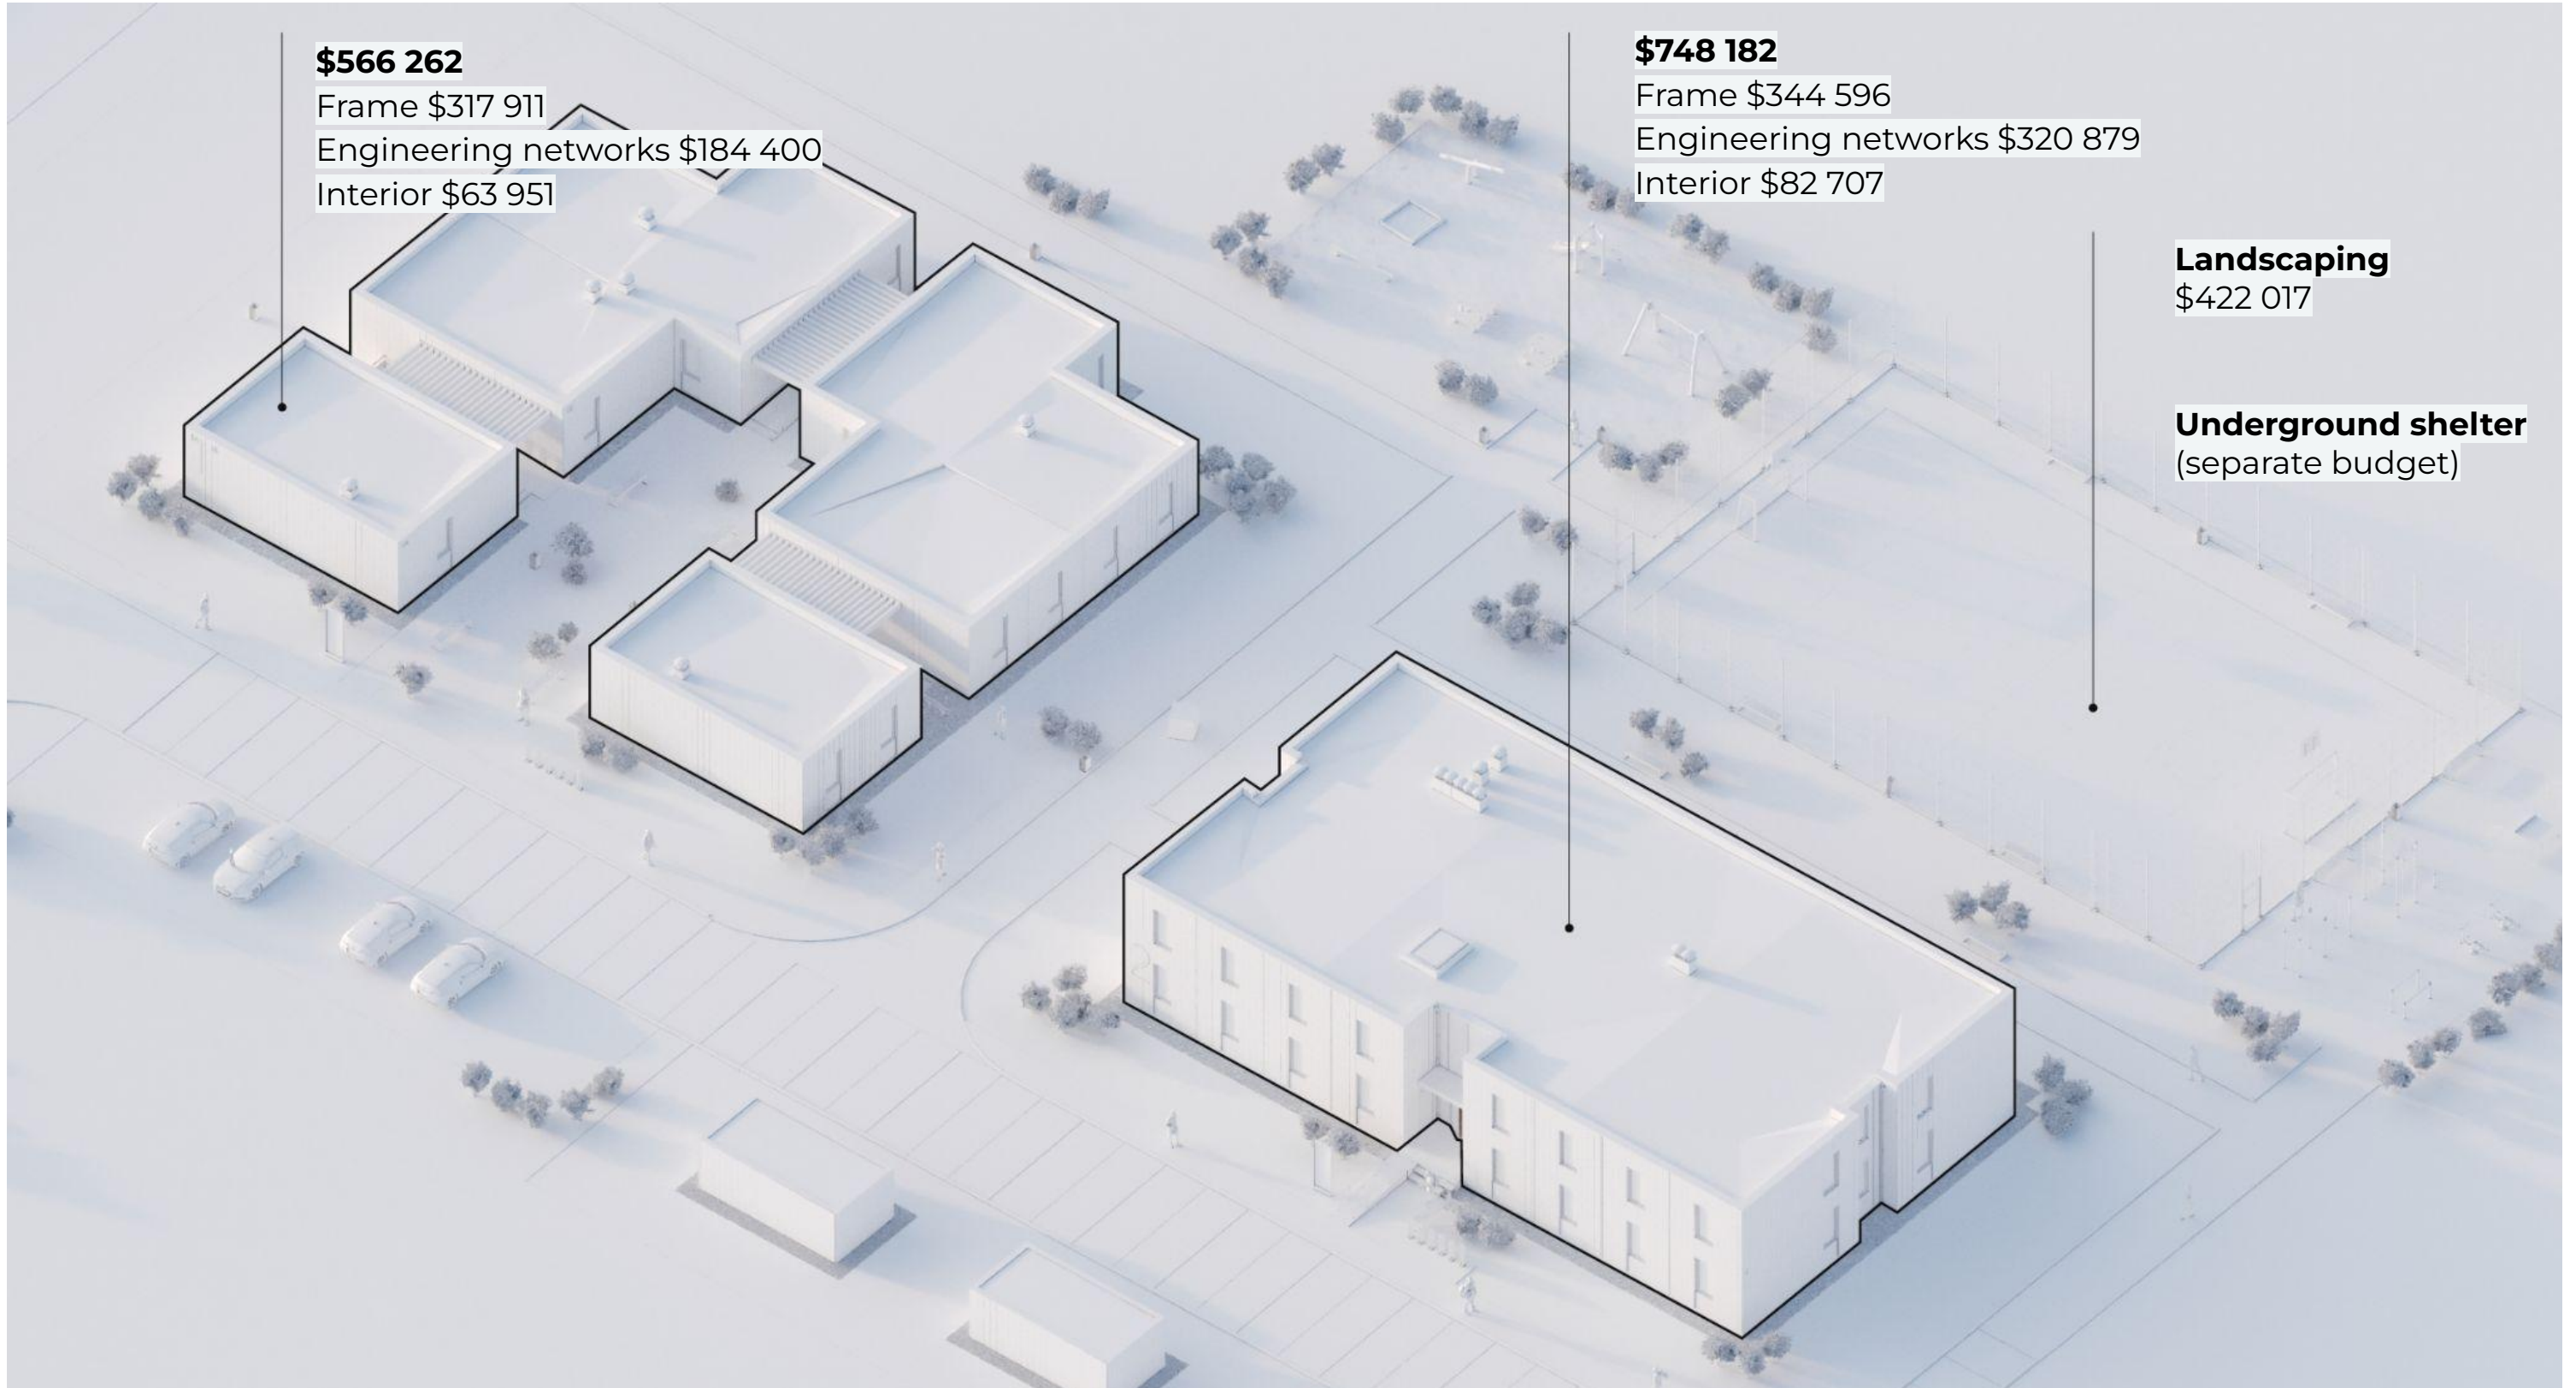 $566 262
Frame $317 911
Engineering networks $184 400
Interior $63 951
$748 182
Frame $344 596
Engineering networks $320 879
Interior $82 707
Landscaping
$422 017
Underground shelter
(separate budget)